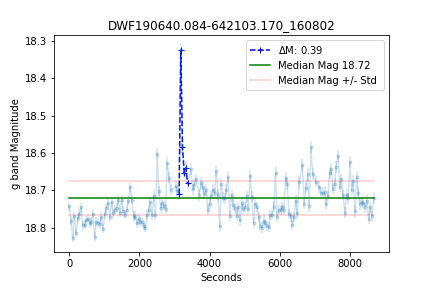 DWF190640.084-642103.170_160802
ΔM: 0.39
Median Mag 18.72
Median Mag +/- Std
g band Magnitude
18.3
18.4
18.5
18.6
18.7
18.8
0 2000 4000 6000 8000
Seconds